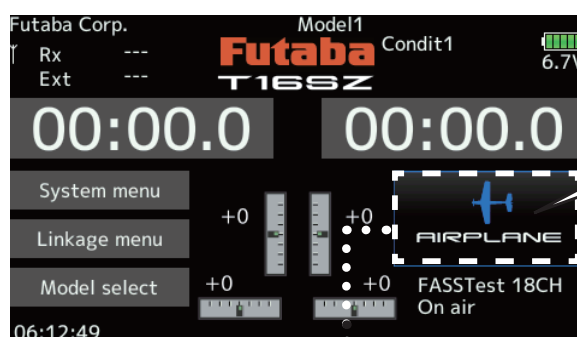 Futaba Corp.
Model1
Rx ---
Ext ---
Futaba
T16SZ
Condit1
6.7V
00:00.0
00:00.0
System menu
Linkage menu
Model select
+0
+0
+0
+0
AIRPLANE
FASSTest 18CH
On air
06:12:49